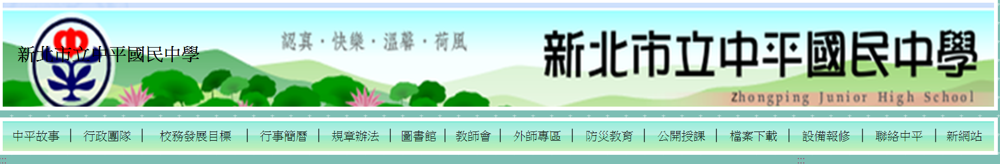 認真・快樂・溫馨・荷風
新北市立中平國民中學
新北市立中平國民中學
Zhongping Junior High School
中平故事 | 行政團隊 | 校務發展目標 | 行事簡曆 | 規章辦法 | 圖書館 | 教師會 | 外師專區 | 防災教育 | 公開授課 | 檔案下載 | 設備報修 | 聯絡中平 | 新網站
::: :::